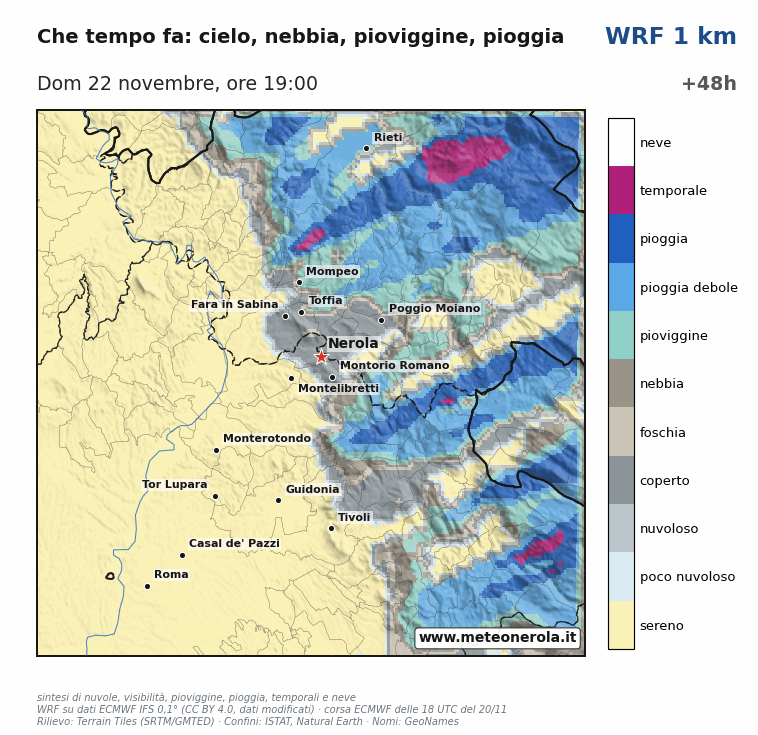 Che tempo fa: cielo, nebbia, pioviggine, pioggia
WRF 1 km
Dom 22 novembre, ore 19:00
+48h
Rieti
Mompeo
Toffia
Fara in Sabina
Poggio Moiano
Nerola
Montorio Romano
Montelibretti
Monterotondo
Tor Lupara
Guidonia
Tivoli
Casal de' Pazzi
Roma
www.meteonerola.it
neve
temporale
pioggia
pioggia debole
pioviggine
nebbia
foschia
coperto
nuvoloso
poco nuvoloso
sereno
sintesi di nuvole, visibilità, pioviggine, pioggia, temporali e neve
WRF su dati ECMWF IFS 0,1° (CC BY 4.0, dati modificati) · corsa ECMWF delle 18 UTC del 20/11
Rilievo: Terrain Tiles (SRTM/GMTED) · Confini: ISTAT, Natural Earth · Nomi: GeoNames